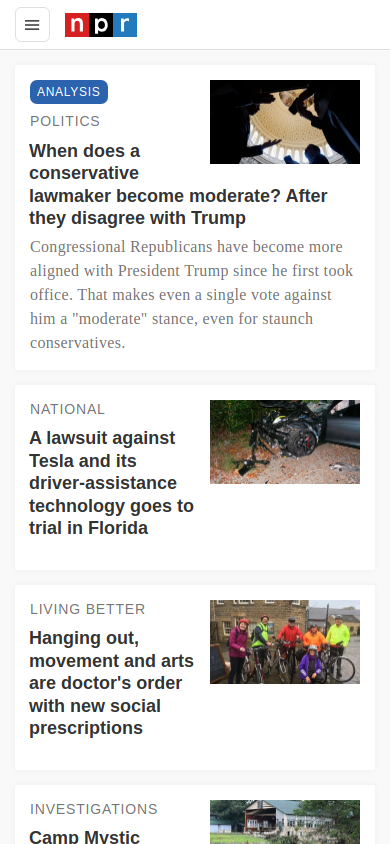 npr
ANALYSIS
POLITICS
When does a
conservative
lawmaker become moderate? After
they disagree with Trump
Congressional Republicans have become more
aligned with President Trump since he first took
office. That makes even a single vote against
him a "moderate" stance, even for staunch
conservatives.
NATIONAL
A lawsuit against
Tesla and its
driver-assistance
technology goes to
trial in Florida
LIVING BETTER
Hanging out,
movement and arts
are doctor's order
with new social
prescriptions
INVESTIGATIONS
Camp Mystic